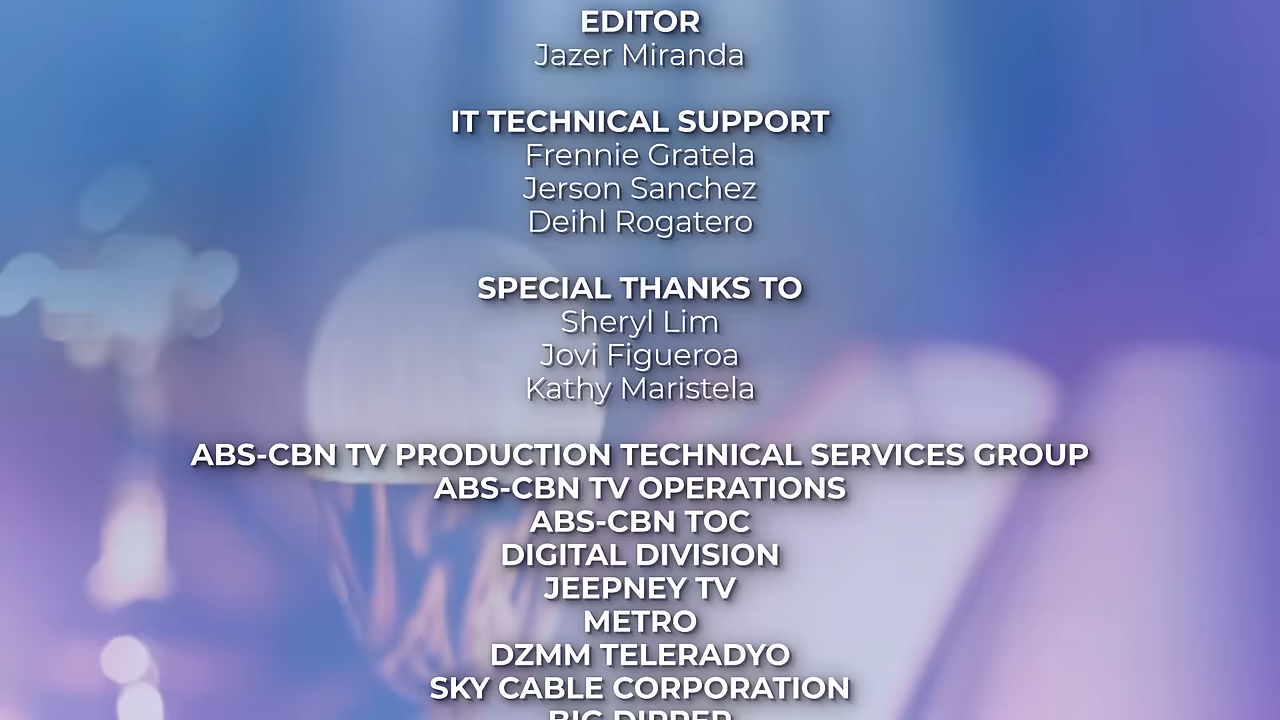 EDITOR
Jazer Miranda
IT TECHNICAL SUPPORT
Frennie Gratela
Jerson Sanchez
Deihl Rogatero
SPECIAL THANKS TO
Sheryl Lim
Jovi Figueroa
Kathy Maristela
ABS-CBN TV PRODUCTION TECHNICAL SERVICES GROUP
ABS-CBN TV OPERATIONS
ABS-CBN TOC
DIGITAL DIVISION
JEEPNEY TV
METRO
DZMM TELERADYO
SKY CABLE CORPORATION
BIG DIPPER